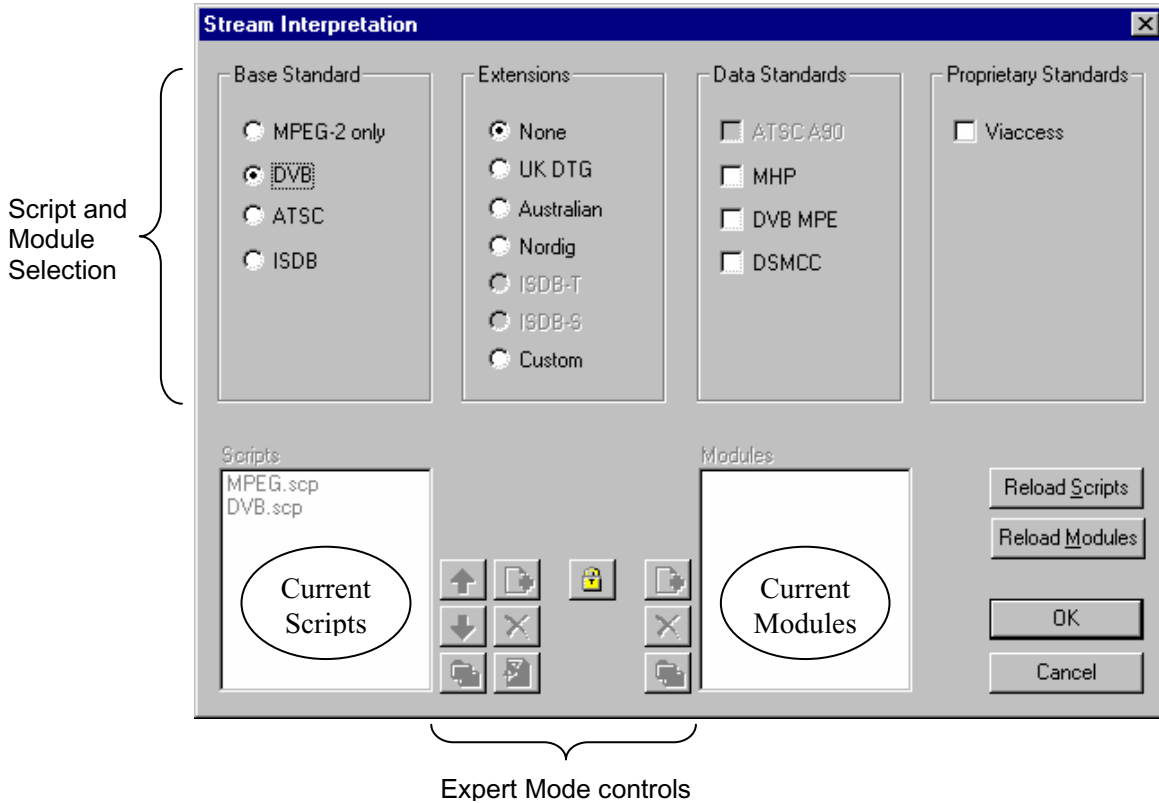 Stream Interpretation
Script and
Module
Selection
Base Standard
MPEG-2 only
DVB
ATSC
ISDB
Extensions
None
UK DTG
Australian
Nordig
ISDB-T
ISDB-S
Custom
Data Standards
ATSC A90
MHP
DVB MPE
DSMCC
Proprietary Standards
Viaccess
Scripts
MPEG.scp
DVB.scp
Current
Scripts
Modules
Current
Modules
Reload Scripts
Reload Modules
OK
Cancel
Expert Mode controls